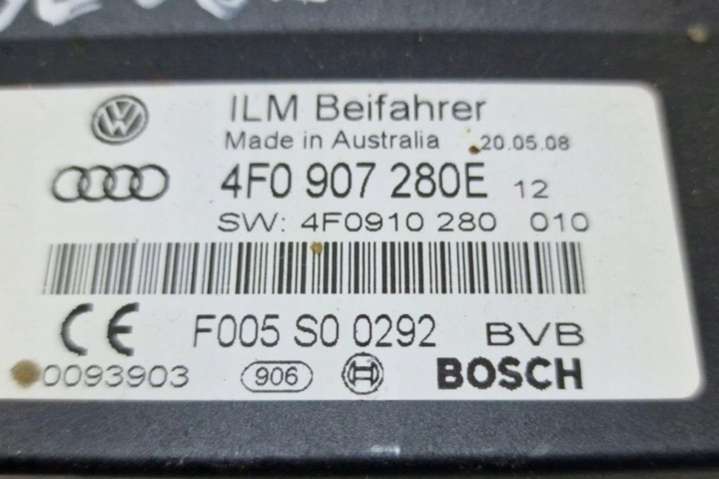 ILM Beifahrer
Made in Australia 20.05.08
4F0 907 280E 12
SW: 4F0910 280 010
CE F005 S0 0292 BVB
0093903 906 BOSCH